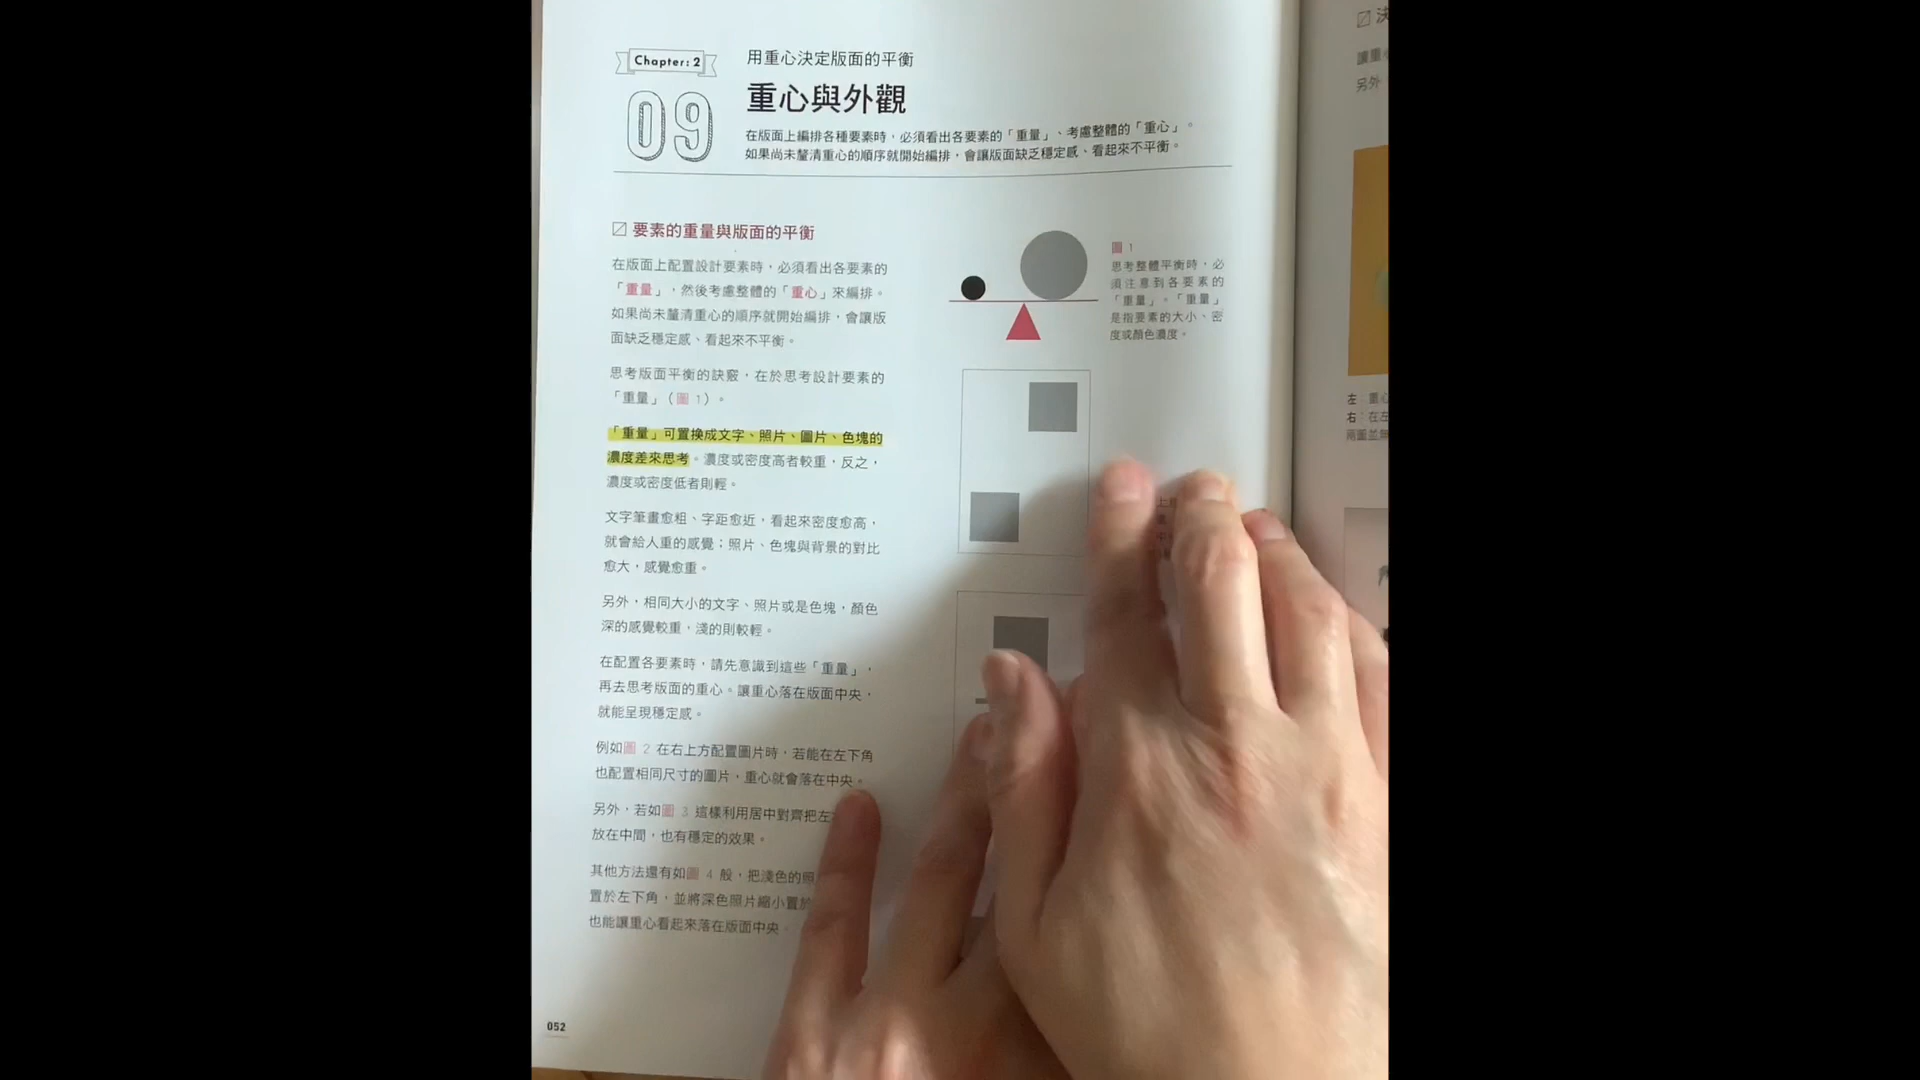 Chapter: 2
09
用重心決定版面的平衡
重心與外觀
在版面上編排各種要素時，必須看出各要素的「重量」、考慮整體的「重心」。
如果尚未釐清重心的順序就開始編排，會讓版面缺乏穩定感、看起來不平衡。
要素的重量與版面的平衡
在版面上配置設計要素時，必須看出各要素的
「重量」，然後考慮整體的「重心」來編排。
如果尚未釐清重心的順序就開始編排，會讓版
面缺乏穩定感、看起來不平衡。
思考版面平衡的訣竅，在於思考設計要素的
「重量」（圖 1）。
「重量」可置換成文字、照片、圖片、色塊的
濃度差來思考。濃度或密度高者較重，反之，
濃度或密度低者則輕。
文字筆畫愈粗、字距愈近，看起來密度愈高，
就會給人重的感覺；照片、色塊與背景的對比
愈大，感覺愈重。
另外，相同大小的文字、照片或是色塊，顏色
深的感覺較重，淺的則較輕。
在配置各要素時，請先意識到這些「重量」，
再去思考版面的重心。讓重心落在版面中央，
就能呈現穩定感。
例如圖 2 在右上方配置圖片時，若能在左下角
也配置相同尺寸的圖片，重心就會落在中央。
另外，若如圖 3 這樣利用居中對齊把左
放在中間，也有穩定的效果。
其他方法還有如圖 4 般，把淺色的照
置於左下角，並將深色照片縮小置於
也能讓重心看起來落在版面中央
圖 1
思考整體平衡時，必
須注意到各要素的
「重量」。「重量」
是指要素的大小、密
度或顏色濃度。
052
讓重
另外
左：重心
右：在左
兩圖並無